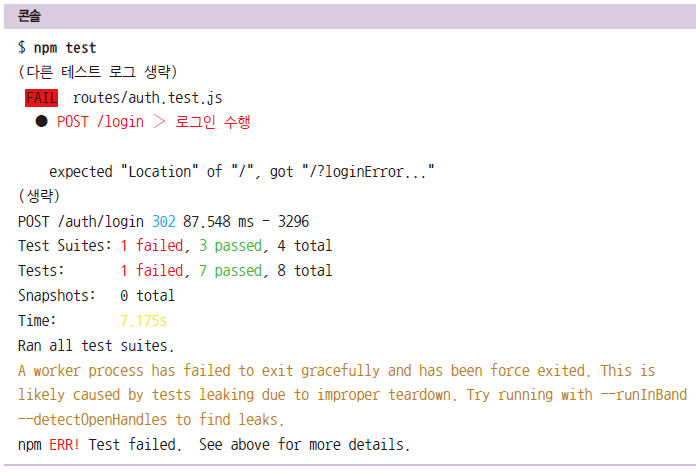 콘솔
$ npm test
(다른 테스트 로그 생략)
FAIL routes/auth.test.js
● POST /login > 로그인 수행
expected "Location" of "/", got "/?loginError..."
(생략)
POST /auth/login 302 87.548 ms - 3296
Test Suites: 1 failed, 3 passed, 4 total
Tests: 1 failed, 7 passed, 8 total
Snapshots: 0 total
Time: 7.175s
Ran all test suites.
A worker process has failed to exit gracefully and has been force exited. This is
likely caused by tests leaking due to improper teardown. Try running with --runInBand
--detectOpenHandles to find leaks.
npm ERR! Test failed. See above for more details.